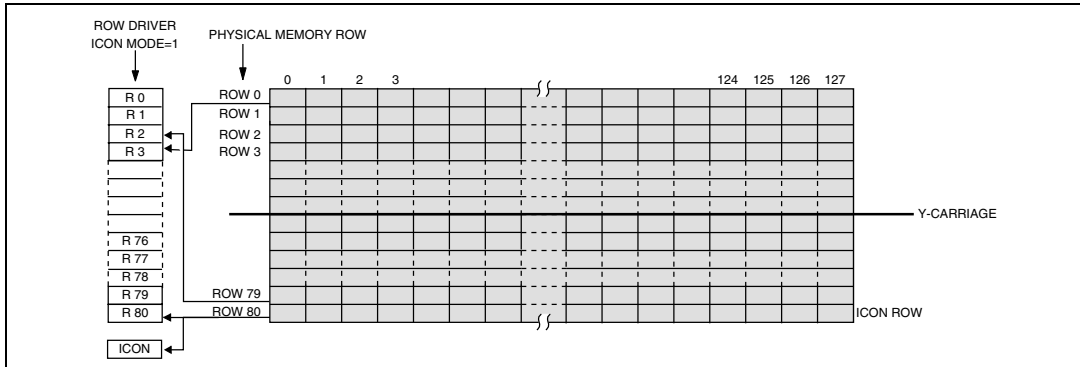 ROW DRIVER
ICON MODE=1
PHYSICAL MEMORY ROW
0 1 2 3 124 125 126 127
R 0 ROW 0
R 1 ROW 1
R 2 ROW 2
R 3 ROW 3
Y-CARRIAGE
R 76
R 77
R 78
R 79 ROW 79
R 80 ROW 80 ICON ROW
ICON